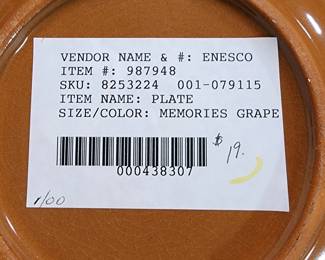 VENDOR NAME & #: ENESCO
ITEM #: 987948
SKU: 8253224 001-079115
ITEM NAME: PLATE
SIZE/COLOR: MEMORIES GRAPE
$19.
000438307
1/00